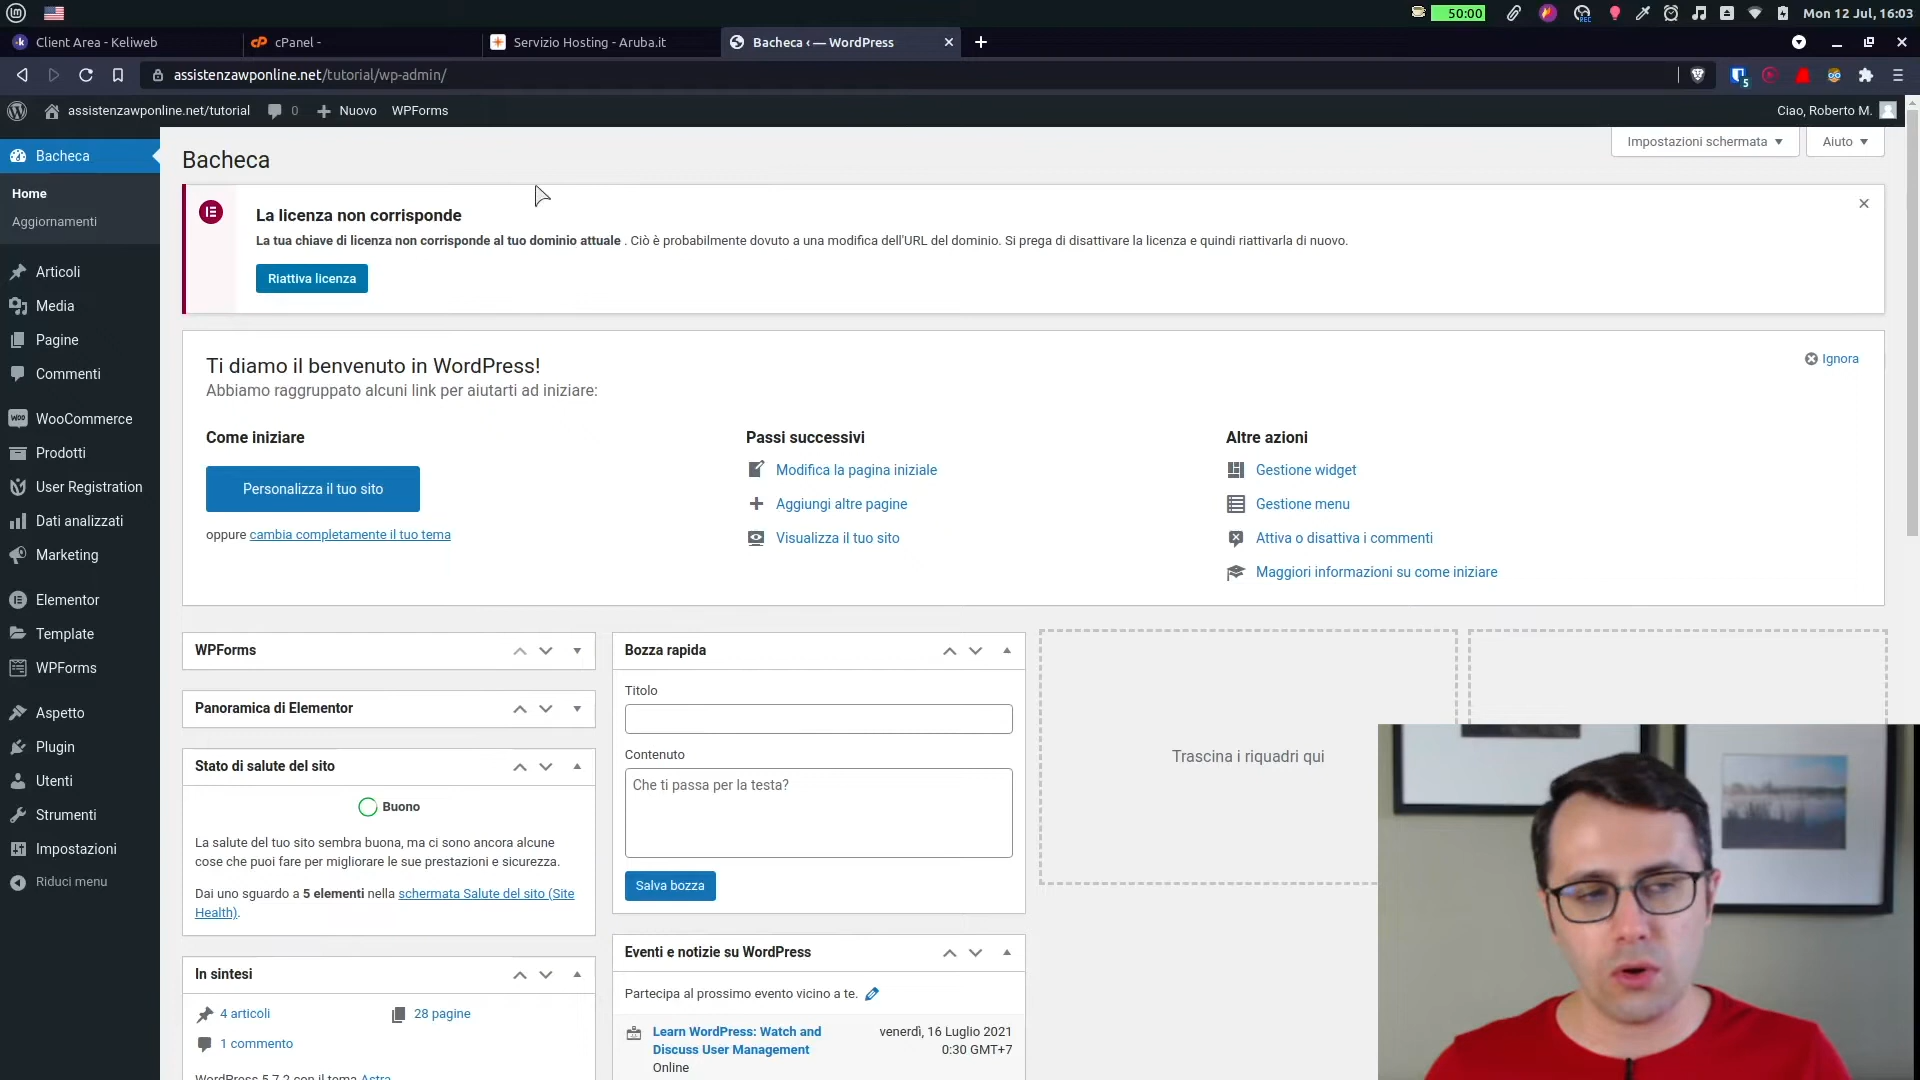 50:00
Mon 12 Jul, 16:03
Client Area - Keliweb
cPanel -
Servizio Hosting - Aruba.it
Bacheca ‹ — WordPress
assistenzawponline.net/tutorial/wp-admin/
5
assistenzawponline.net/tutorial
0
Nuovo
WPForms
Ciao, Roberto M.
Bacheca
Home
Aggiornamenti
Articoli
Media
Pagine
Commenti
WooCommerce
Prodotti
User Registration
Dati analizzati
Marketing
Elementor
Template
WPForms
Aspetto
Plugin
Utenti
Strumenti
Impostazioni
Riduci menu
Bacheca
Impostazioni schermata
Aiuto
La licenza non corrisponde
La tua chiave di licenza non corrisponde al tuo dominio attuale . Ciò è probabilmente dovuto a una modifica dell'URL del dominio. Si prega di disattivare la licenza e quindi riattivarla di nuovo.
Riattiva licenza
Ti diamo il benvenuto in WordPress!
Ignora
Abbiamo raggruppato alcuni link per aiutarti ad iniziare:
Come iniziare
Personalizza il tuo sito
oppure cambia completamente il tuo tema
Passi successivi
Modifica la pagina iniziale
Aggiungi altre pagine
Visualizza il tuo sito
Altre azioni
Gestione widget
Gestione menu
Attiva o disattiva i commenti
Maggiori informazioni su come iniziare
WPForms
Panoramica di Elementor
Stato di salute del sito
Buono
La salute del tuo sito sembra buona, ma ci sono ancora alcune
cose che puoi fare per migliorare le sue prestazioni e sicurezza.
Dai uno sguardo a 5 elementi nella schermata Salute del sito (Site
Health).
In sintesi
4 articoli
28 pagine
1 commento
WordPress 5.7.2 con il tema Astra
Bozza rapida
Titolo
Contenuto
Che ti passa per la testa?
Salva bozza
Eventi e notizie su WordPress
Partecipa al prossimo evento vicino a te.
Learn WordPress: Watch and
Discuss User Management
Online
venerdì, 16 Luglio 2021
0:30 GMT+7
Trascina i riquadri qui